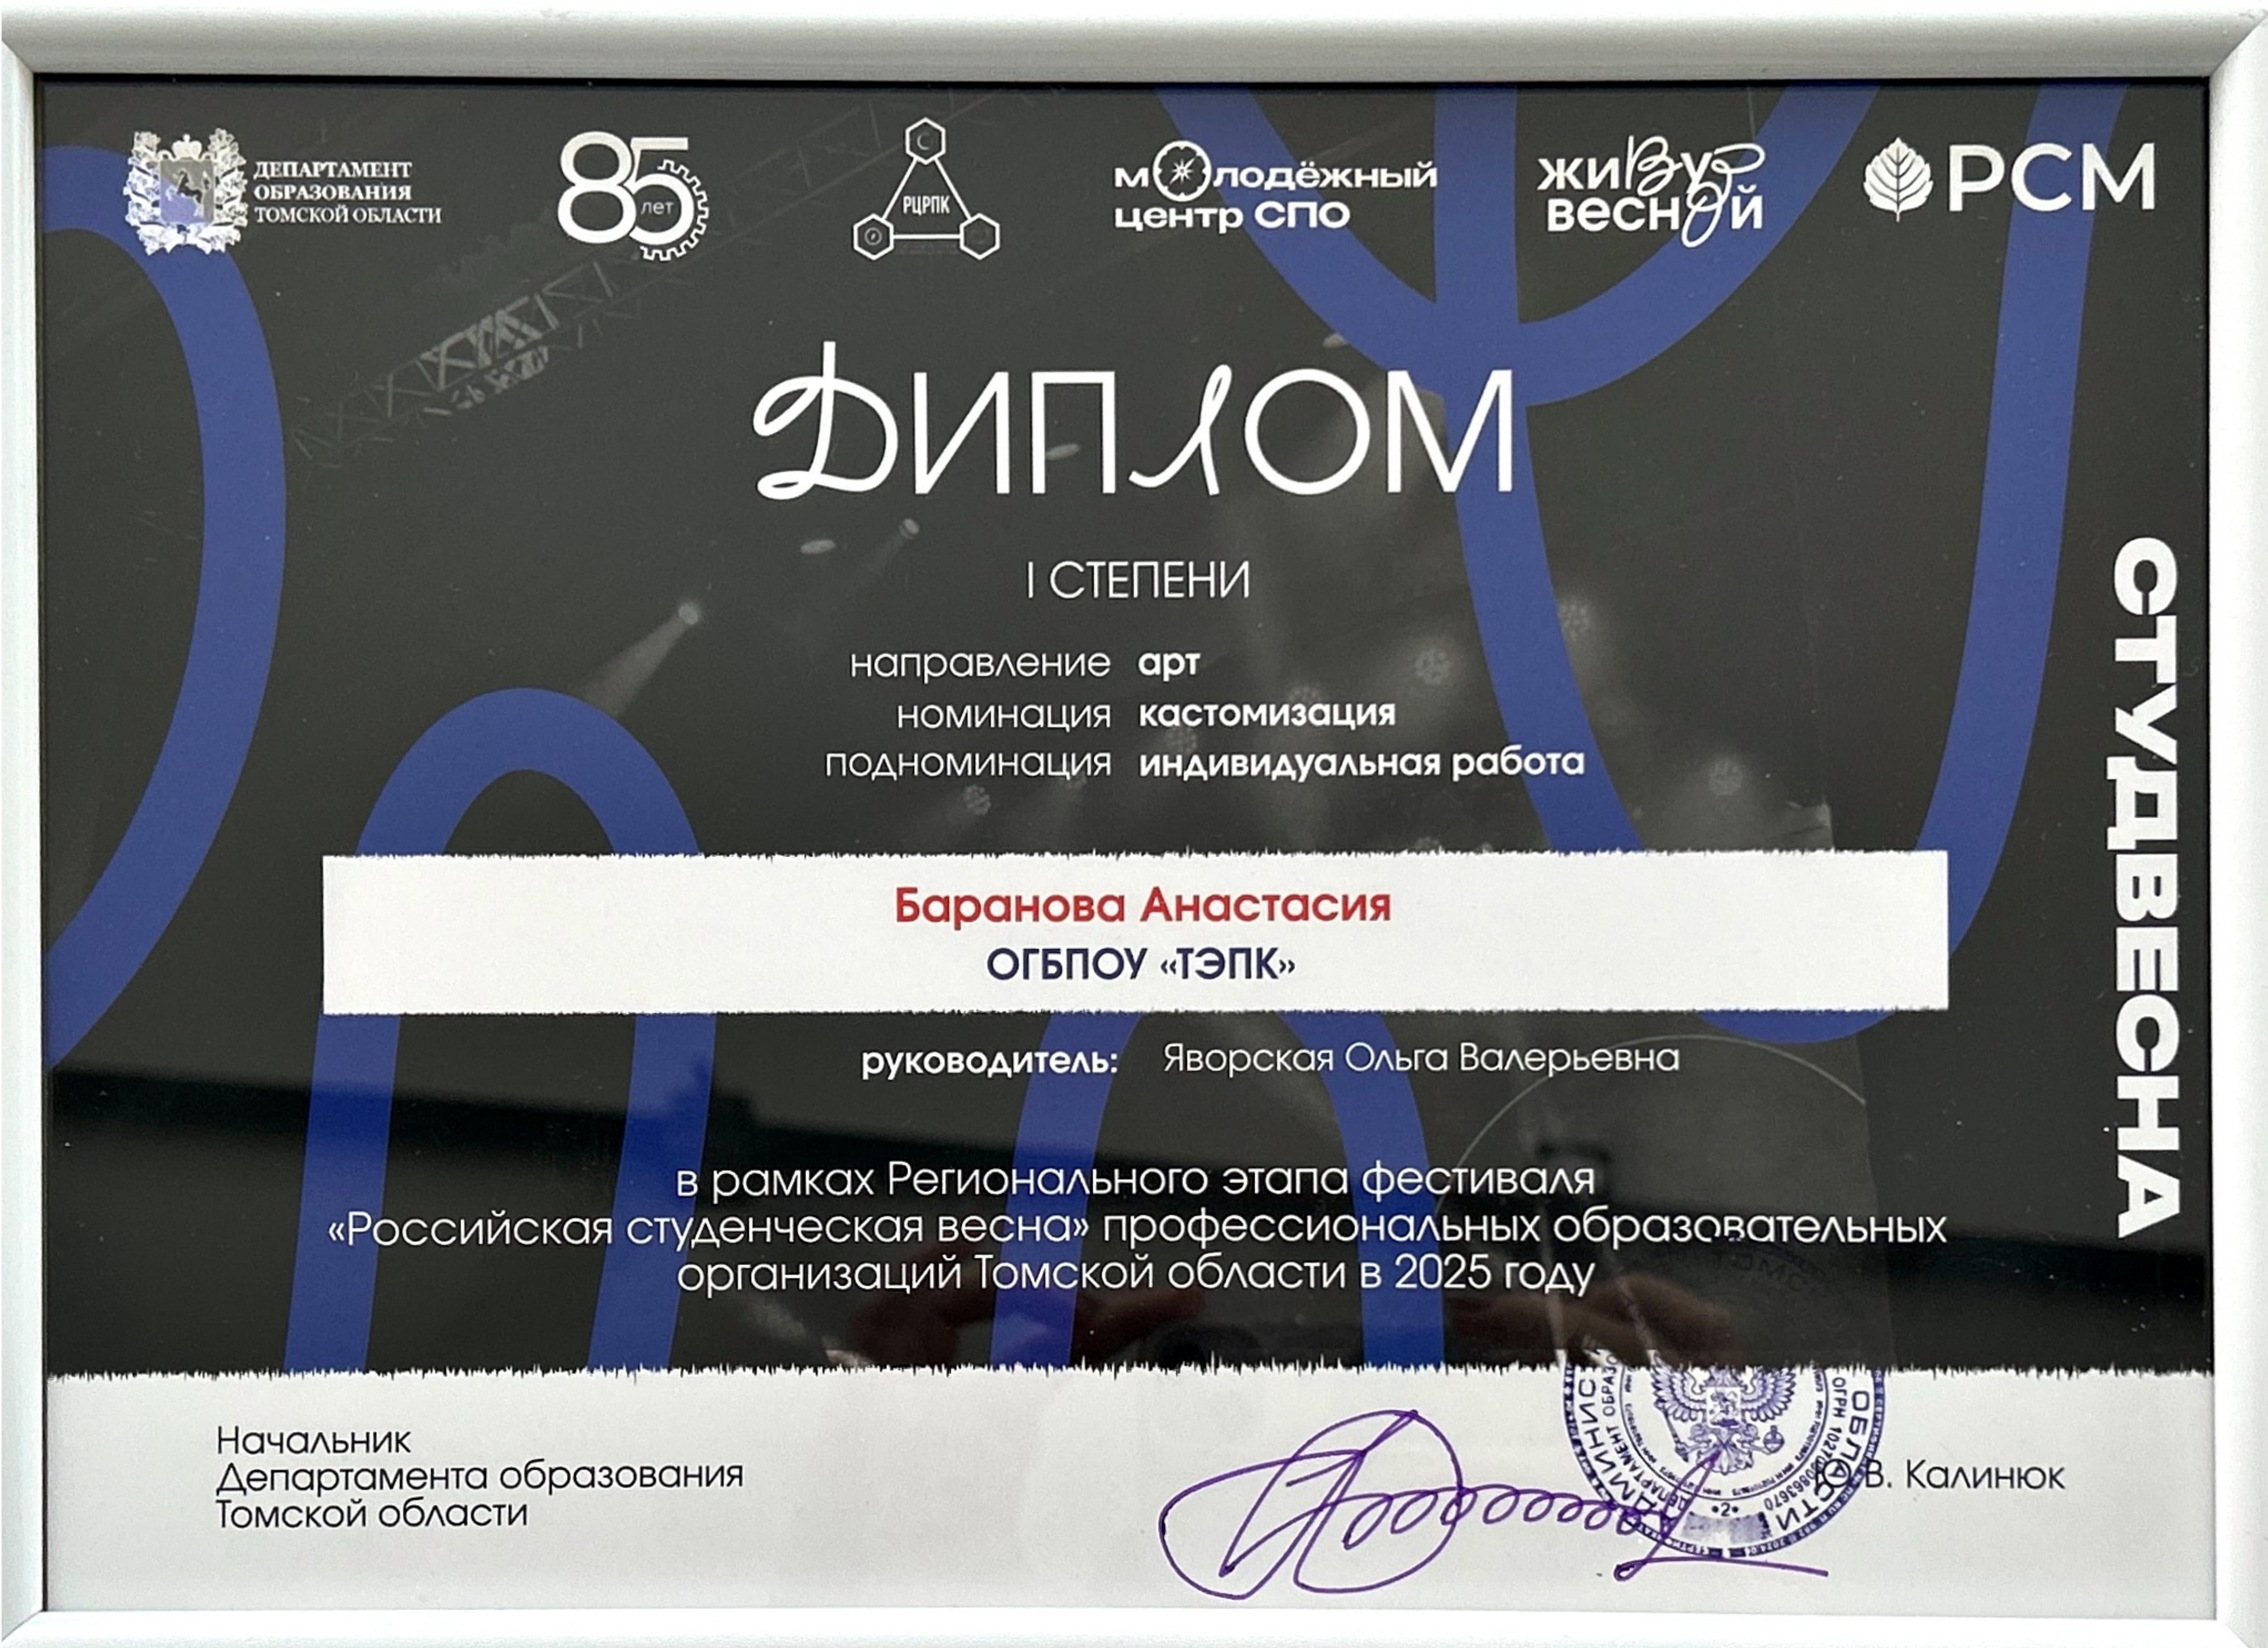 ДЕПАРТАМЕНТ
ОБРАЗОВАНИЯ
ТОМСКОЙ ОБЛАСТИ
85
лет
РЦРПК
МОЛОДЁЖНЫЙ
центр СПО
ЖИВУ
ВЕСНОЙ
РСМ
ДИПЛОМ
I СТЕПЕНИ
направление арт
номинация кастомизация
подноминация индивидуальная работа
Баранова Анастасия
ОГБПОУ «ТЭПК»
руководитель: Яворская Ольга Валерьевна
в рамках Регионального этапа фестиваля
«Российская студенческая весна» профессиональных образовательных
организаций Томской области в 2025 году
СТУДВЕСНА
Начальник
Департамента образования
Томской области
В. Калинюк
ОБЛАСТИ
*2*